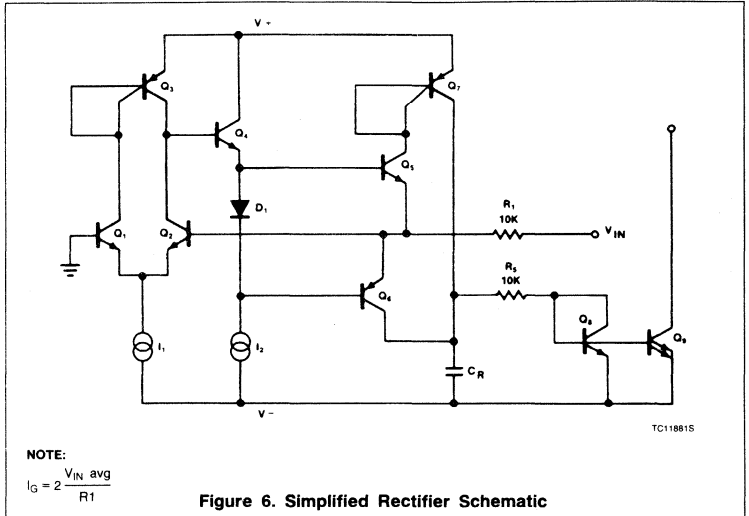 V +
Q3
Q7
Q4
Q5
D1
R1
10K
VIN
Q1
Q2
R5
10K
Q6
Q8
Q9
I1
I2
CR
V −
TC11881S
NOTE:
IG = 2 VIN avg / R1
Figure 6. Simplified Rectifier Schematic